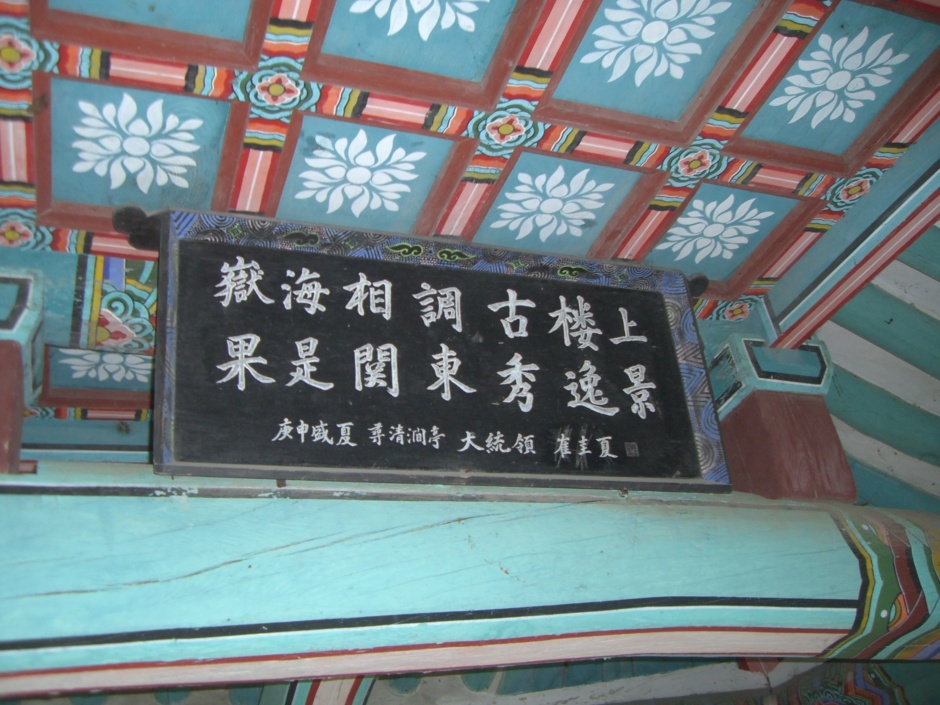 嶽海相調古楼上
果是関東秀逸景
庚申盛夏 尋清澗亭 大統領 崔圭夏